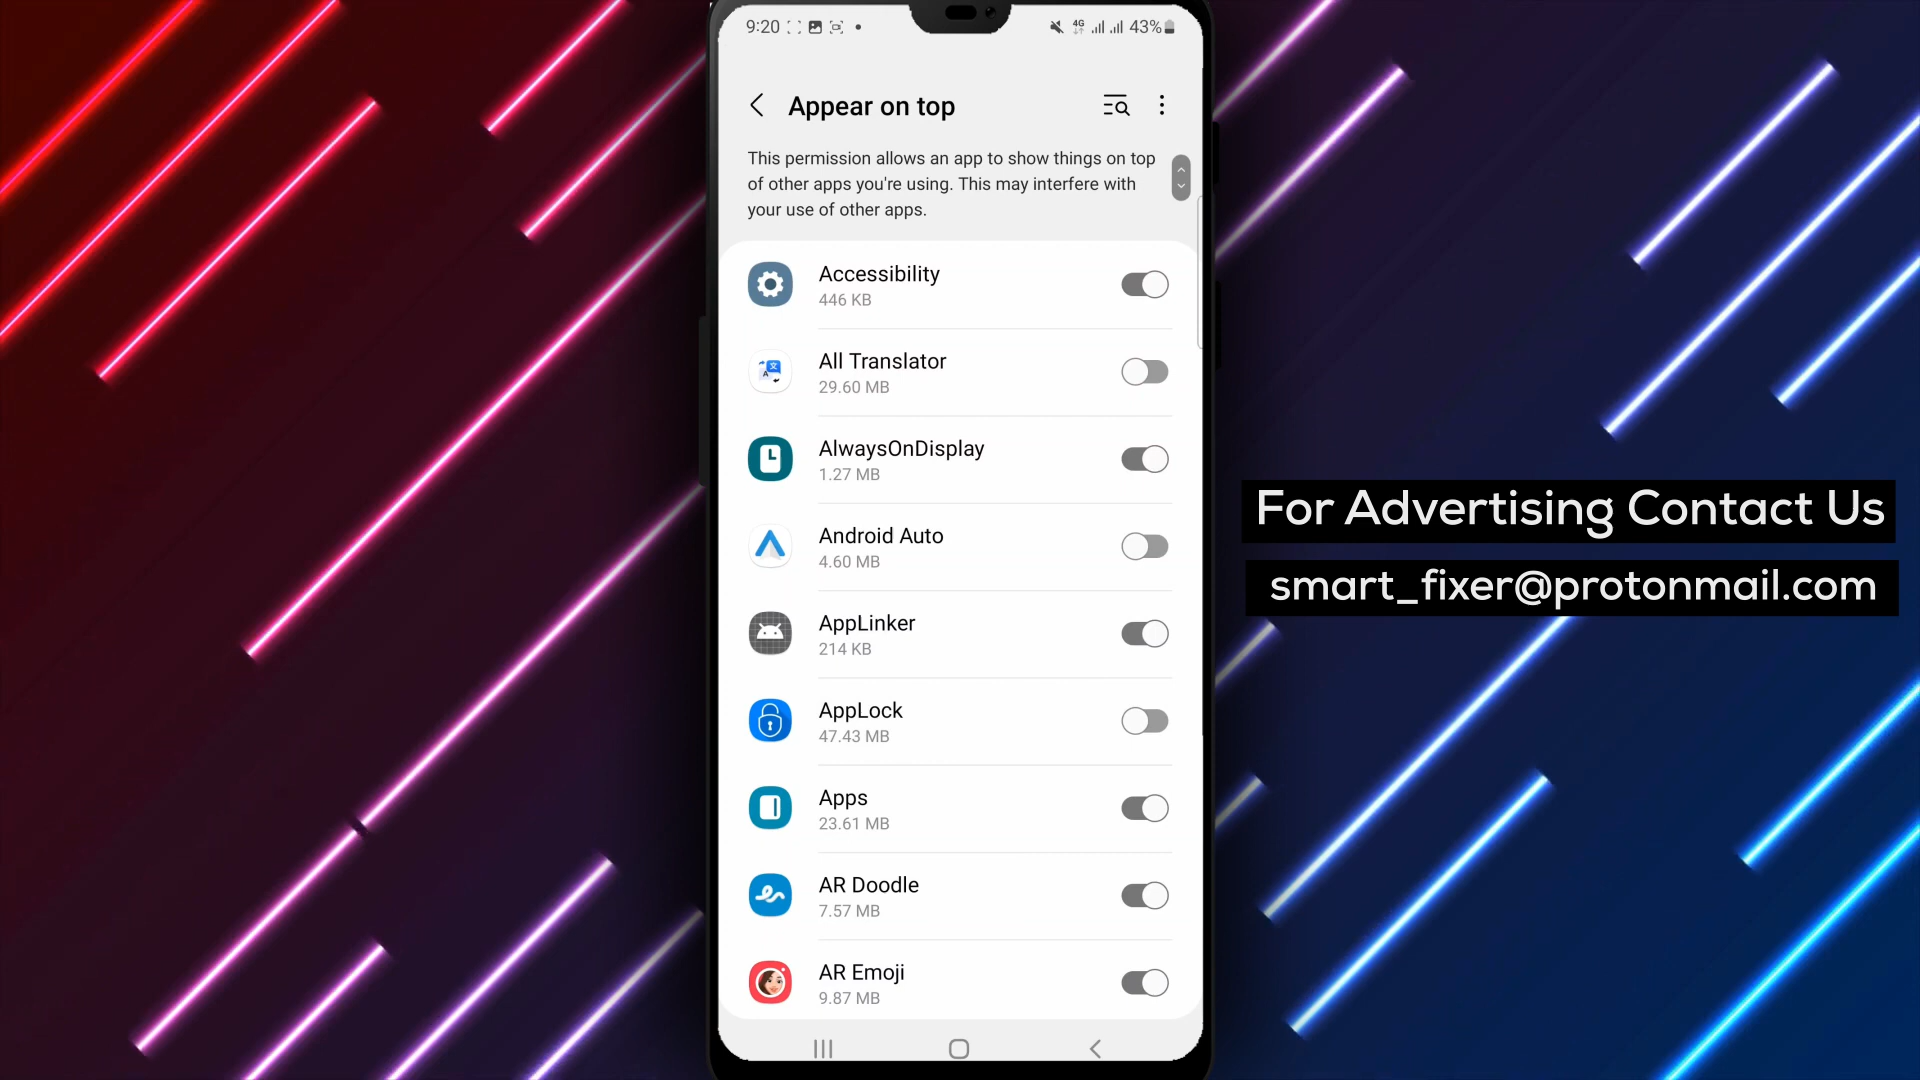 9:20
4G
43%
Appear on top
This permission allows an app to show things on top
of other apps you're using. This may interfere with
your use of other apps.
Accessibility
446 KB
All Translator
29.60 MB
AlwaysOnDisplay
1.27 MB
Android Auto
4.60 MB
AppLinker
214 KB
AppLock
47.43 MB
Apps
23.61 MB
AR Doodle
7.57 MB
AR Emoji
9.87 MB
For Advertising Contact Us
smart_fixer@protonmail.com